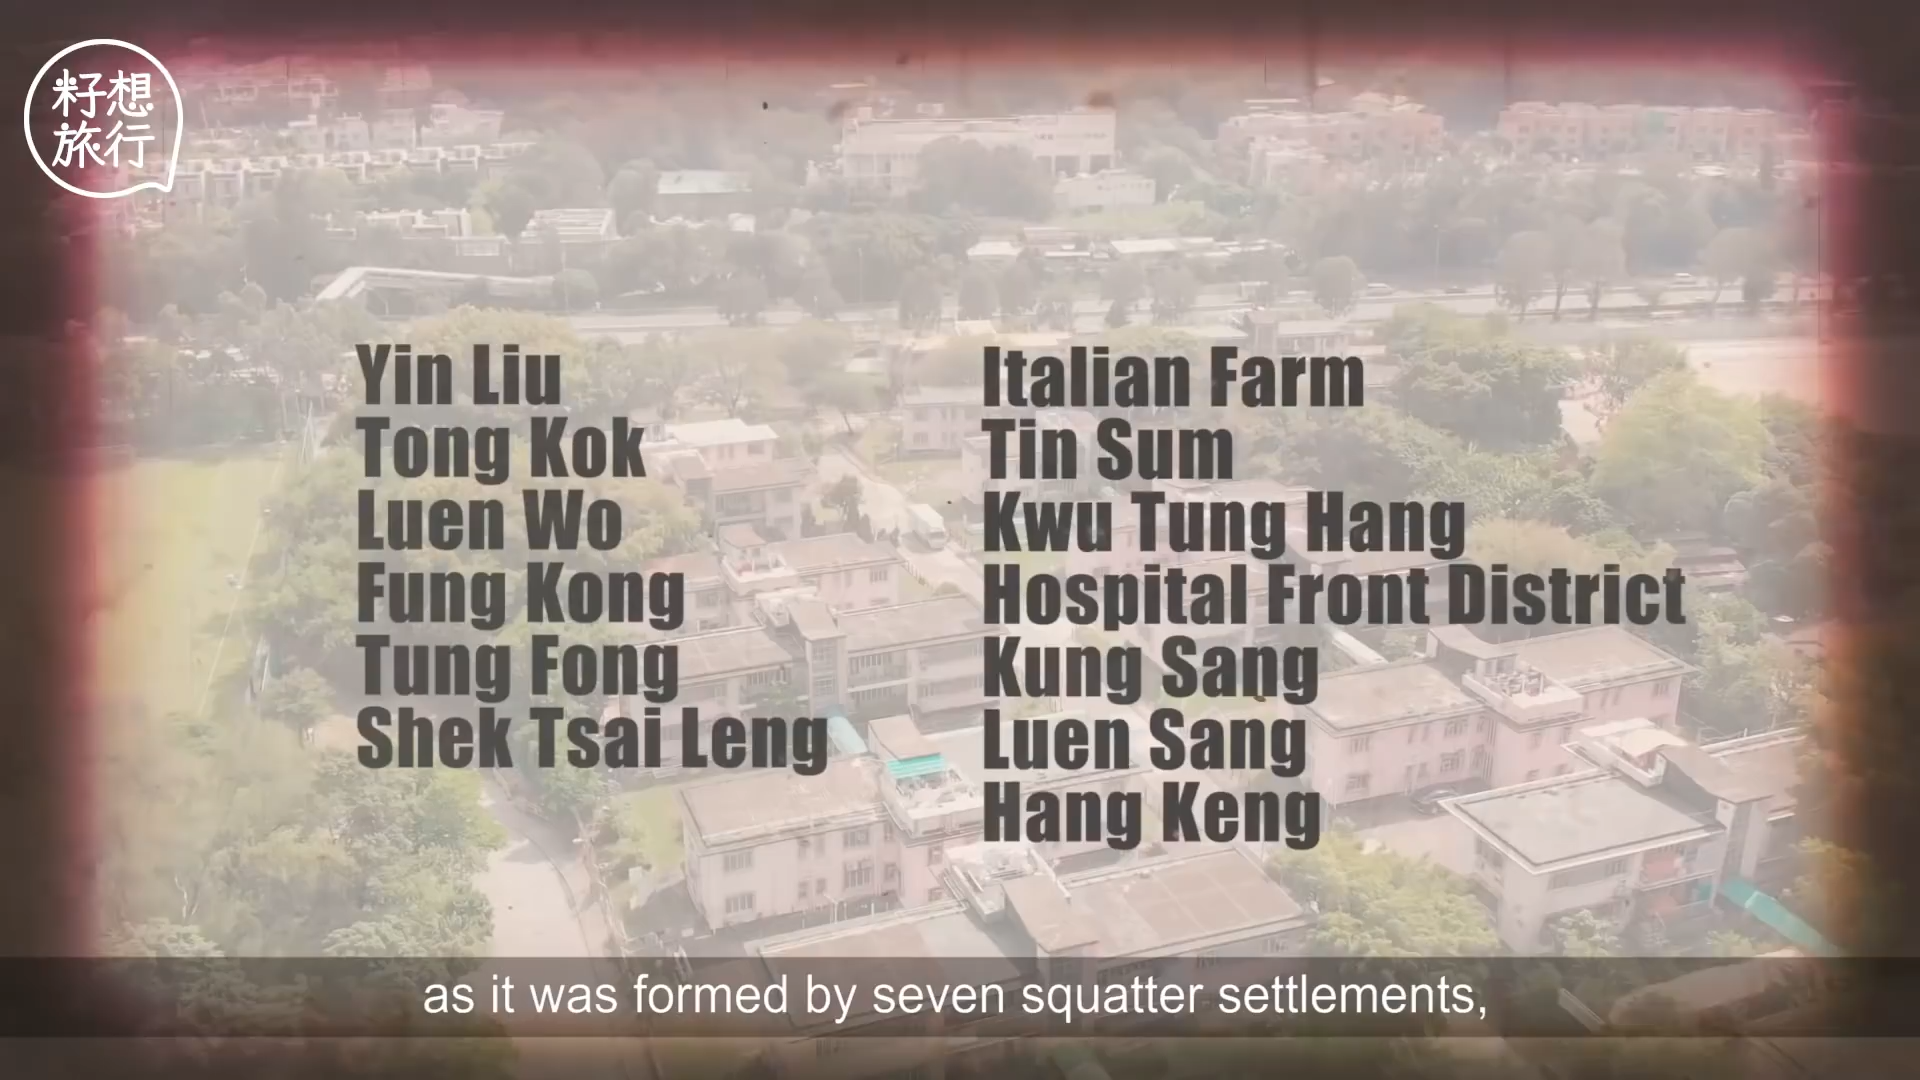 籽想
旅行
Yin Liu
Tong Kok
Luen Wo
Fung Kong
Tung Fong
Shek Tsai Leng
Italian Farm
Tin Sum
Kwu Tung Hang
Hospital Front District
Kung Sang
Luen Sang
Hang Keng
as it was formed by seven squatter settlements,